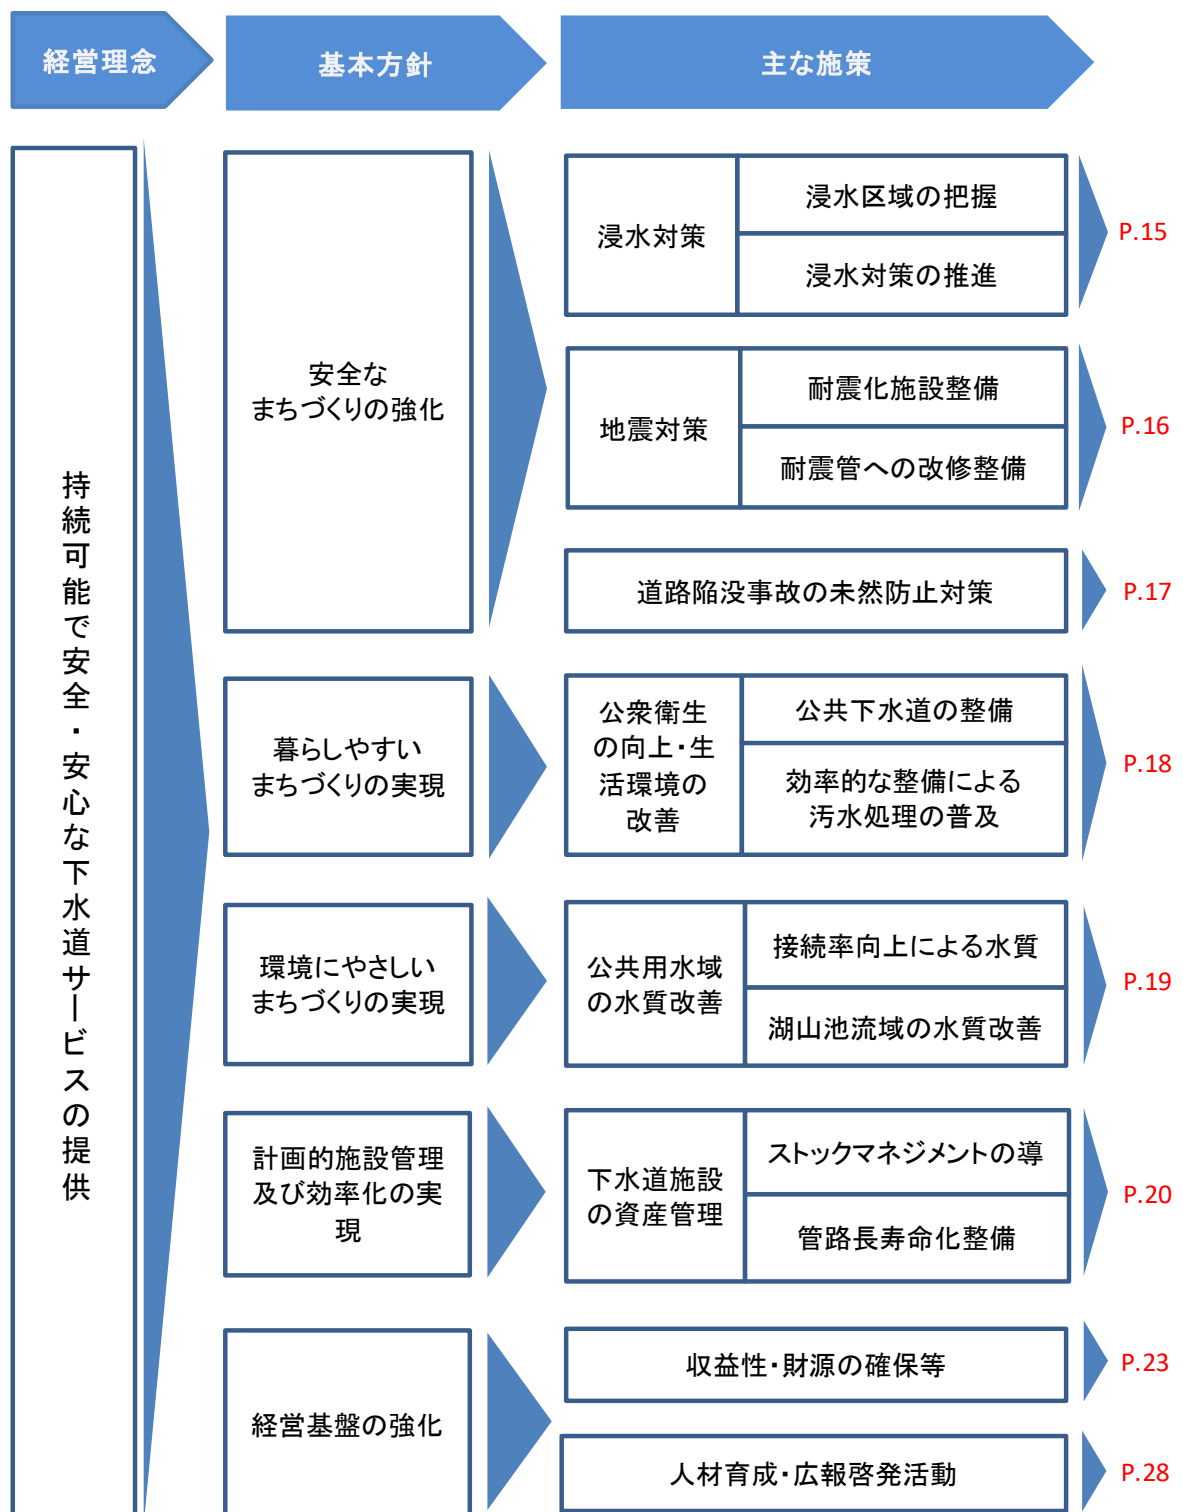 経営理念
基本方針
主な施策
持続可能で安全・安心な下水道サービスの提供
安全な
まちづくりの強化
浸水対策
浸水区域の把握
浸水対策の推進
P.15
地震対策
耐震化施設整備
耐震管への改修整備
P.16
道路陥没事故の未然防止対策
P.17
暮らしやすい
まちづくりの実現
公衆衛生
の向上・生
活環境の
改善
公共下水道の整備
効率的な整備による
汚水処理の普及
P.18
環境にやさしい
まちづくりの実現
公共用水域
の水質改善
接続率向上による水質
湖山池流域の水質改善
P.19
計画的施設管理
及び効率化の実
現
下水道施設
の資産管理
ストックマネジメントの導
管路長寿命化整備
P.20
経営基盤の強化
収益性・財源の確保等
P.23
人材育成・広報啓発活動
P.28